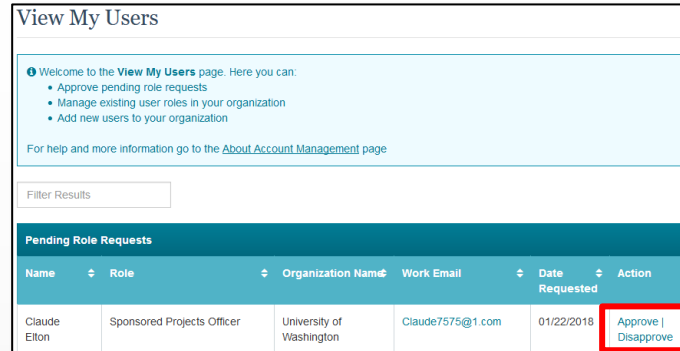 View My Users
Welcome to the View My Users page. Here you can:
• Approve pending role requests
• Manage existing user roles in your organization
• Add new users to your organization
For help and more information go to the About Account Management page
Filter Results
Pending Role Requests
Name Role Organization Name Work Email Date Requested Action
Claude Elton Sponsored Projects Officer University of Washington Claude7575@1.com 01/22/2018 Approve | Disapprove